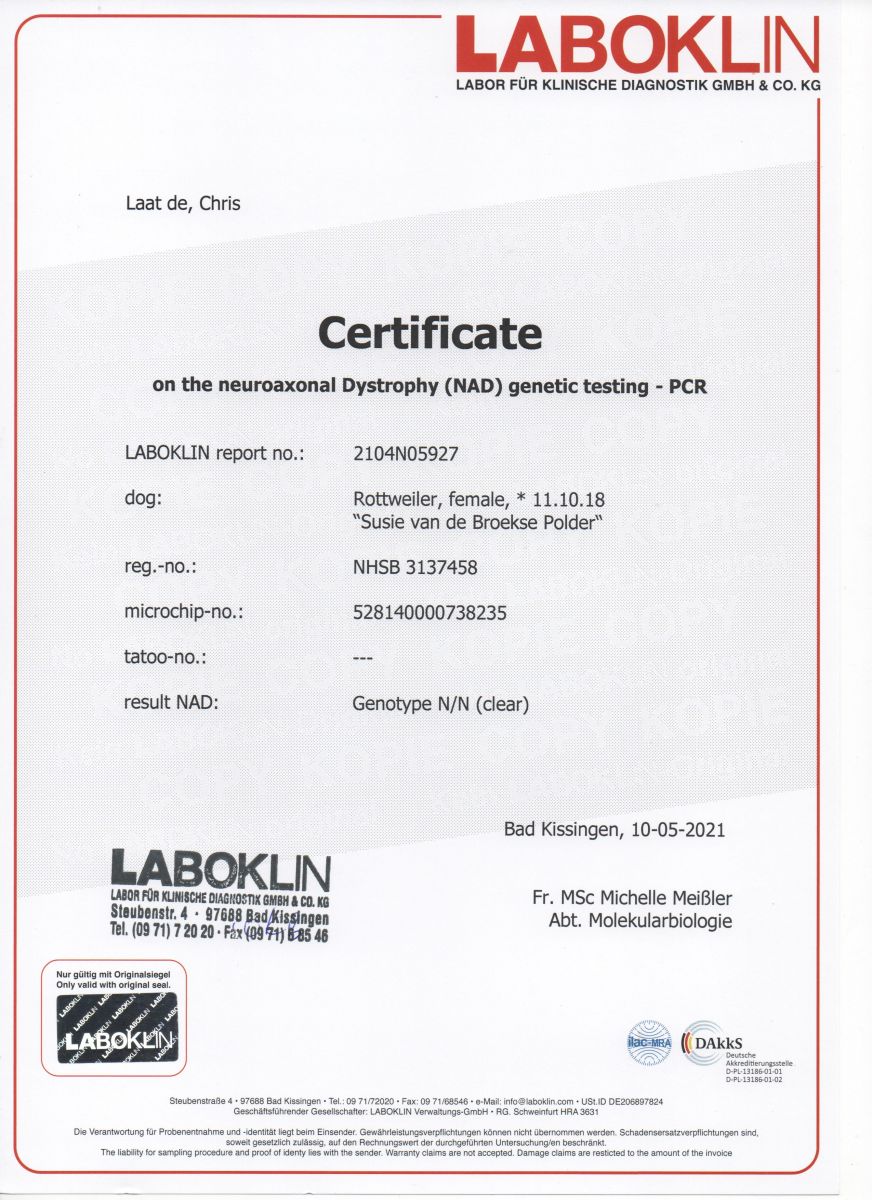 LABOKLIN
LABOR FÜR KLINISCHE DIAGNOSTIK GMBH & CO. KG
Laat de, Chris
Certificate
on the neuroaxonal Dystrophy (NAD) genetic testing - PCR
LABOKLIN report no.: 2104N05927
dog: Rottweiler, female, * 11.10.18
"Susie van de Broekse Polder"
reg.-no.: NHSB 3137458
microchip-no.: 528140000738235
tatoo-no.: ---
result NAD: Genotype N/N (clear)
Bad Kissingen, 10-05-2021
LABOKLIN
LABOR FÜR KLINISCHE DIAGNOSTIK GMBH & CO. KG
Steubenstr. 4 · 97688 Bad Kissingen
Tel. (09 71) 7 20 20 · Fax (09 71) 6 85 46
Fr. MSc Michelle Meißler
Abt. Molekularbiologie
Nur gültig mit Originalsiegel
Only valid with original seal.
LABOKLIN
ilac-MRA
DAkkS
Deutsche
Akkreditierungsstelle
D-PL-13186-01-01
D-PL-13186-01-02
Steubenstraße 4 • 97688 Bad Kissingen • Tel.: 09 71/72020 • Fax: 09 71/68546 • e-Mail: info@laboklin.com • USt.ID DE206897824
Geschäftsführender Gesellschafter: LABOKLIN Verwaltungs-GmbH • RG. Schweinfurt HRA 3631
Die Verantwortung für Probenentnahme und -identität liegt beim Einsender. Gewährleistungsverpflichtungen können nicht übernommen werden. Schadensersatzverpflichtungen sind,
soweit gesetzlich zulässig, auf den Rechnungswert der durchgeführten Untersuchung/en beschränkt.
The liability for sampling procedure and proof of identy lies with the sender. Warranty claims are not accepted. Damage claims are resticted to the amount of the invoice